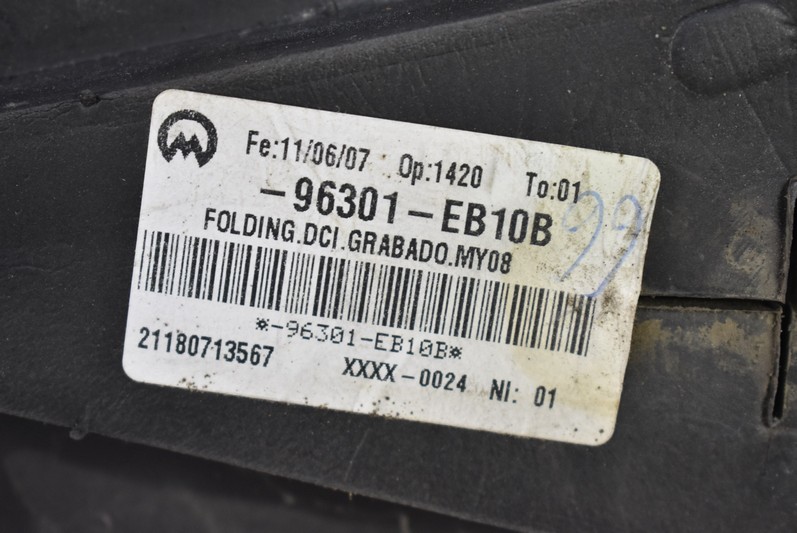 Fe:11/06/07 Op:1420 To:01
-96301-EB10B
FOLDING.DCI.GRABADO.MY08
*-96301-EB10B*
21180713567 XXXX-0024 NI: 01